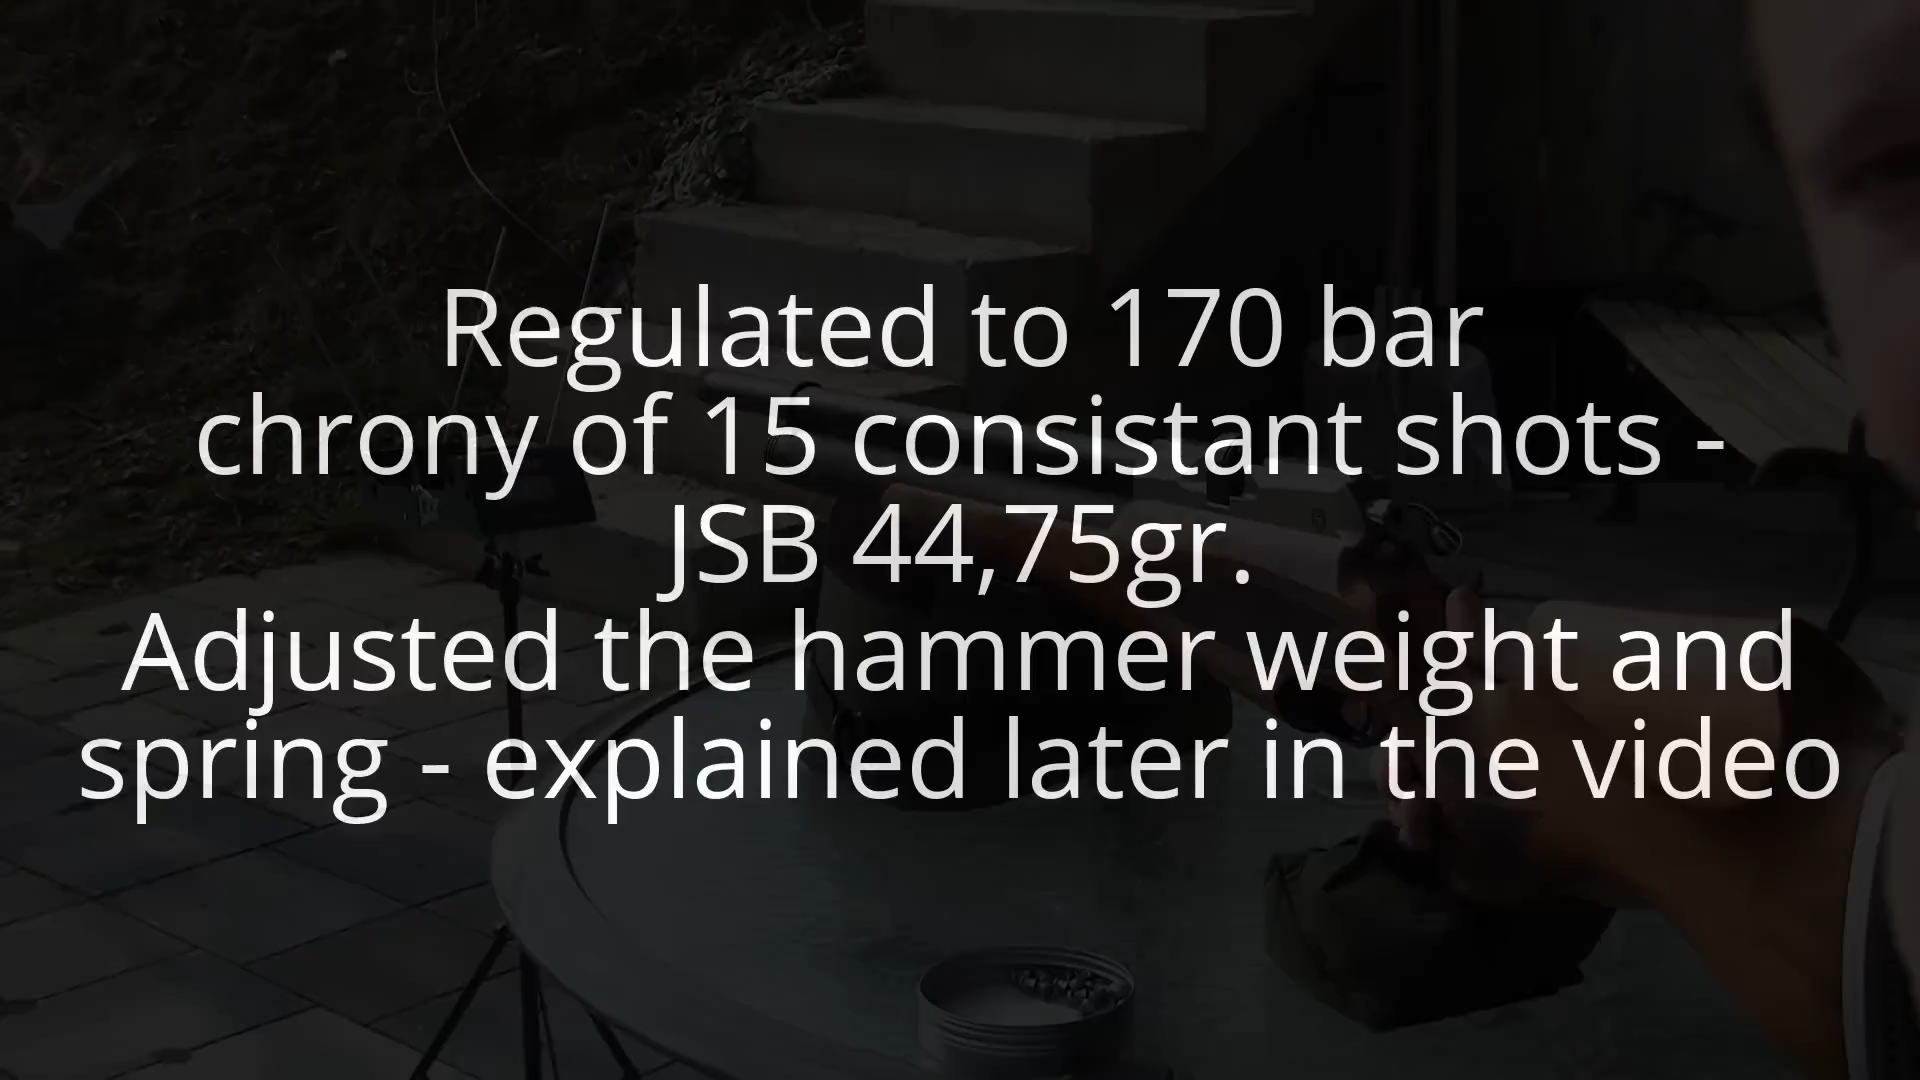 Regulated to 170 bar
chrony of 15 consistant shots -
JSB 44,75gr.
Adjusted the hammer weight and
spring - explained later in the video